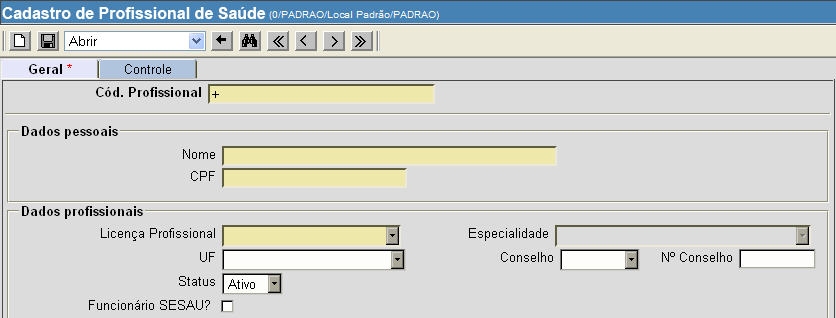 Cadastro de Profissional de Saúde (0/PADRAO/Local Padrão/PADRAO)
Abrir
Geral * Controle
Cód. Profissional +
Dados pessoais
Nome
CPF
Dados profissionais
Licença Profissional Especialidade
UF Conselho Nº Conselho
Status Ativo
Funcionário SESAU?